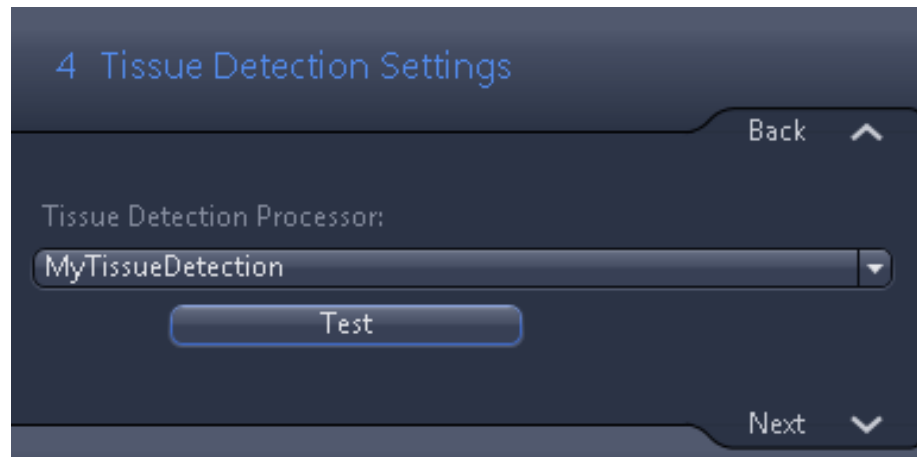 4 Tissue Detection Settings
Back
Tissue Detection Processor:
MyTissueDetection
Test
Next